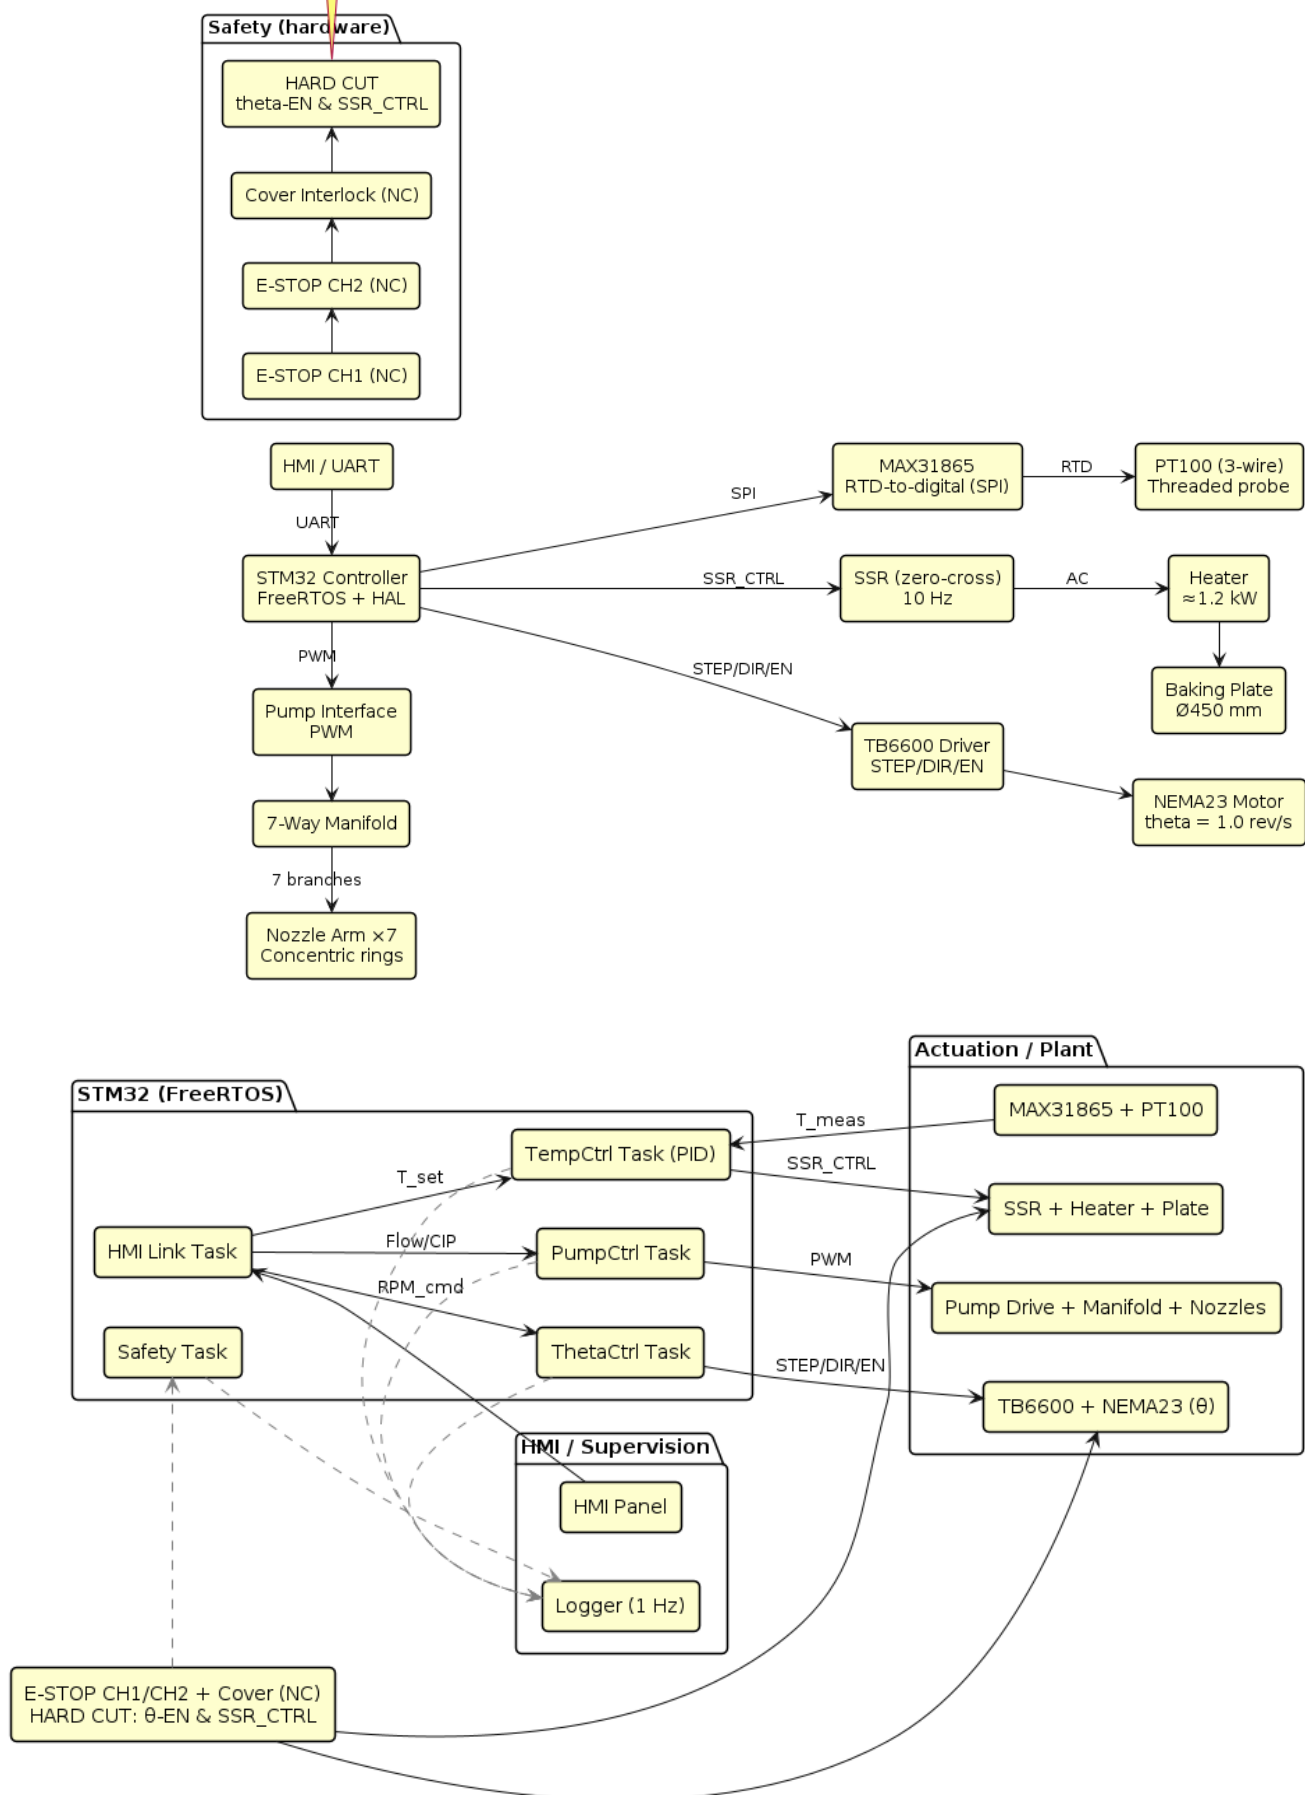 Safety (hardware)
HARD CUT
theta-EN & SSR_CTRL
Cover Interlock (NC)
E-STOP CH2 (NC)
E-STOP CH1 (NC)
HMI / UART
UART
STM32 Controller
FreeRTOS + HAL
SPI
MAX31865
RTD-to-digital (SPI)
RTD
PT100 (3-wire)
Threaded probe
SSR_CTRL
SSR (zero-cross)
10 Hz
AC
Heater
≈1.2 kW
Baking Plate
Ø450 mm
STEP/DIR/EN
TB6600 Driver
STEP/DIR/EN
NEMA23 Motor
theta = 1.0 rev/s
PWM
Pump Interface
PWM
7-Way Manifold
7 branches
Nozzle Arm ×7
Concentric rings
STM32 (FreeRTOS)
TempCtrl Task (PID)
T_set
HMI Link Task
Flow/CIP
PumpCtrl Task
RPM_cmd
Safety Task
ThetaCtrl Task
Actuation / Plant
MAX31865 + PT100
T_meas
SSR_CTRL
SSR + Heater + Plate
PWM
Pump Drive + Manifold + Nozzles
STEP/DIR/EN
TB6600 + NEMA23 (θ)
HMI / Supervision
HMI Panel
Logger (1 Hz)
E-STOP CH1/CH2 + Cover (NC)
HARD CUT: θ-EN & SSR_CTRL